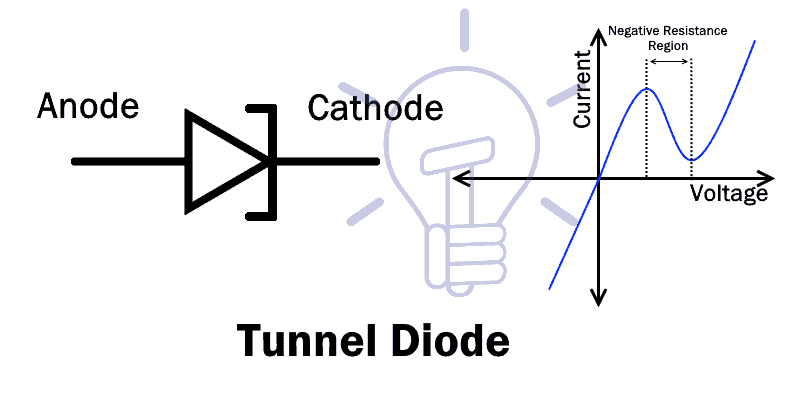 Anode
Cathode
Negative Resistance
Region
Current
Voltage
Tunnel Diode